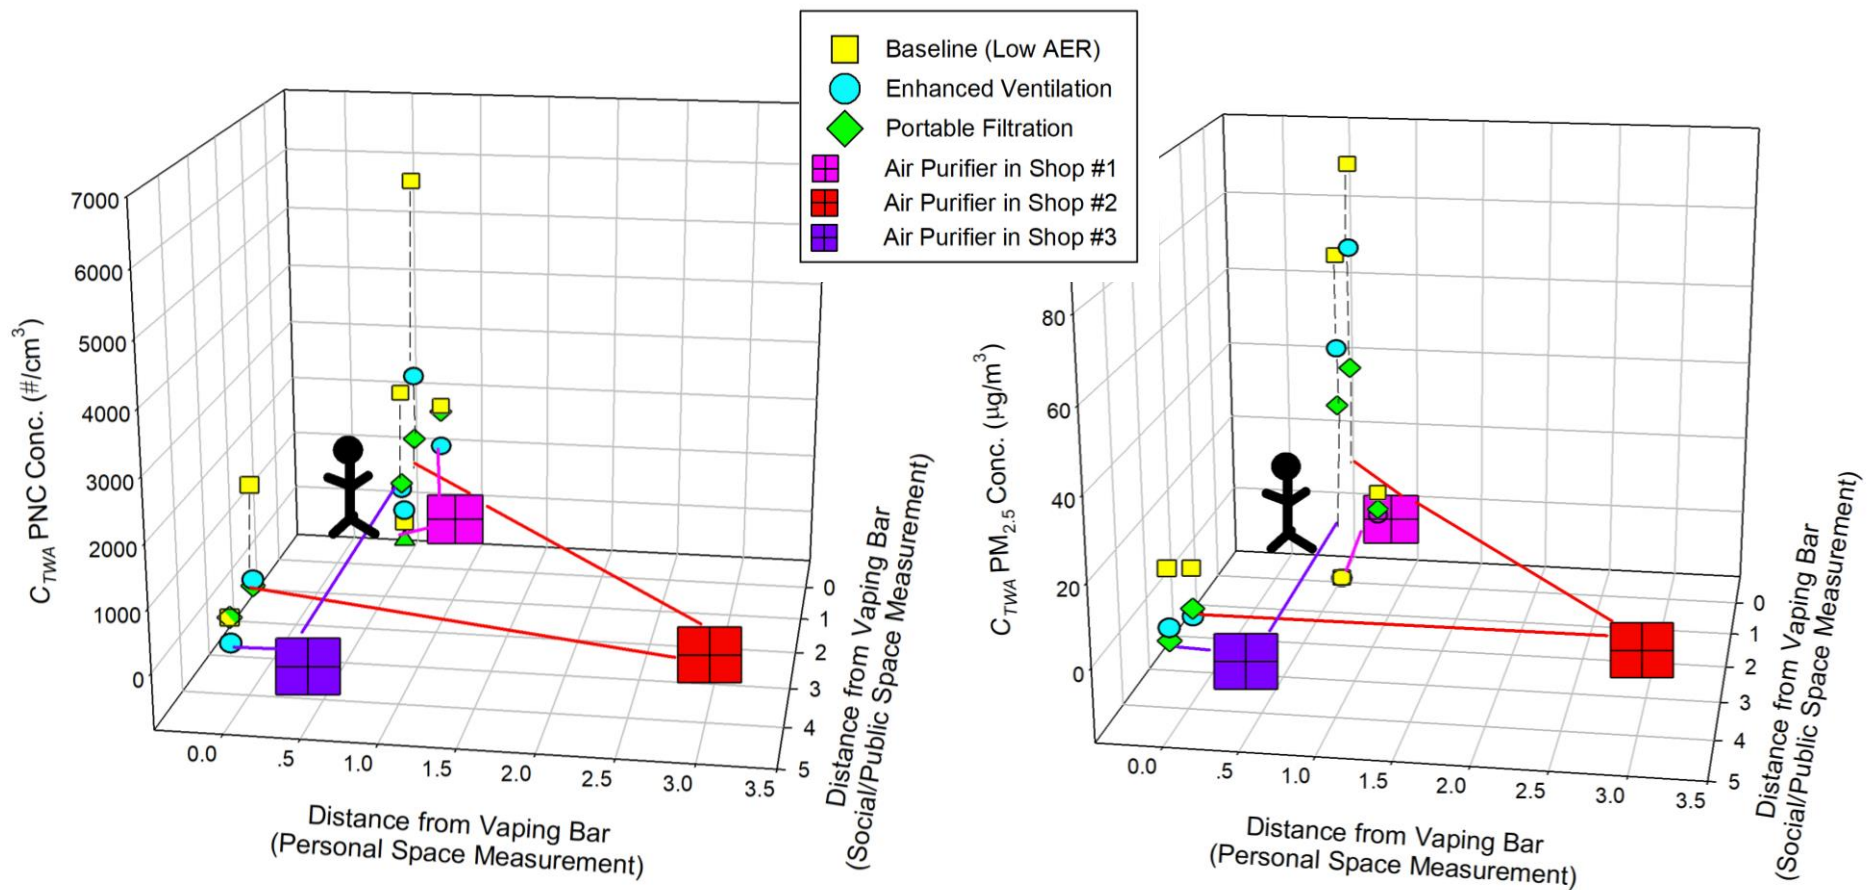 Baseline (Low AER)
Enhanced Ventilation
Portable Filtration
Air Purifier in Shop #1
Air Purifier in Shop #2
Air Purifier in Shop #3
C_TWA PNC Conc. (#/cm³)
7000
6000
5000
4000
3000
2000
1000
0
0.0
.5
1.0
1.5
2.0
2.5
3.0
3.5
Distance from Vaping Bar
(Personal Space Measurement)
0
1
2
3
4
5
Distance from Vaping Bar
(Social/Public Space Measurement)
C_TWA PM₂.₅ Conc. (µg/m³)
80
60
40
20
0
0.0
.5
1.0
1.5
2.0
2.5
3.0
3.5
Distance from Vaping Bar
(Personal Space Measurement)
0
1
2
3
4
5
Distance from Vaping Bar
(Social/Public Space Measurement)